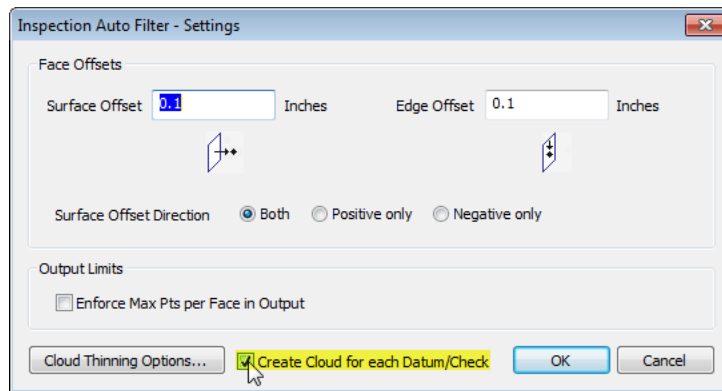 Inspection Auto Filter - Settings
Face Offsets
Surface Offset 0.1 Inches Edge Offset 0.1 Inches
Surface Offset Direction Both Positive only Negative only
Output Limits
Enforce Max Pts per Face in Output
Cloud Thinning Options... Create Cloud for each Datum/Check OK Cancel